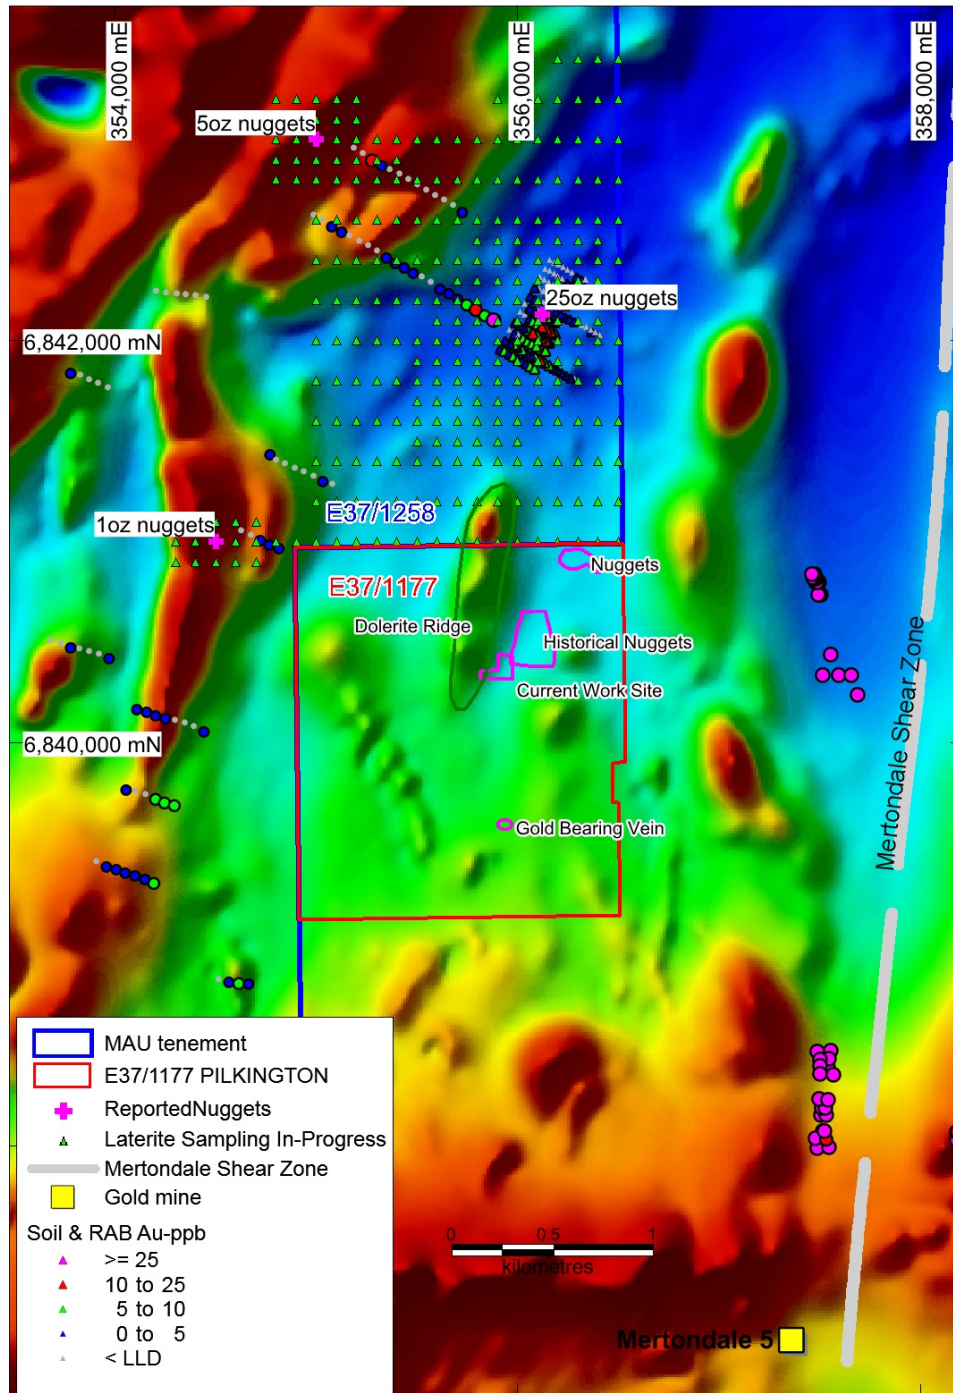 354,000 mE
356,000 mE
358,000 mE
5oz nuggets
25oz nuggets
6,842,000 mN
1oz nuggets
E37/1258
Nuggets
E37/1177
Dolerite Ridge
Historical Nuggets
Current Work Site
6,840,000 mN
Mertondale Shear Zone
Gold Bearing Vein
MAU tenement
E37/1177 PILKINGTON
ReportedNuggets
Laterite Sampling In-Progress
Mertondale Shear Zone
Gold mine
Soil & RAB Au-ppb
>= 25
10 to 25
5 to 10
0 to 5
< LLD
0 0.5 1
kilometres
Mertondale 5